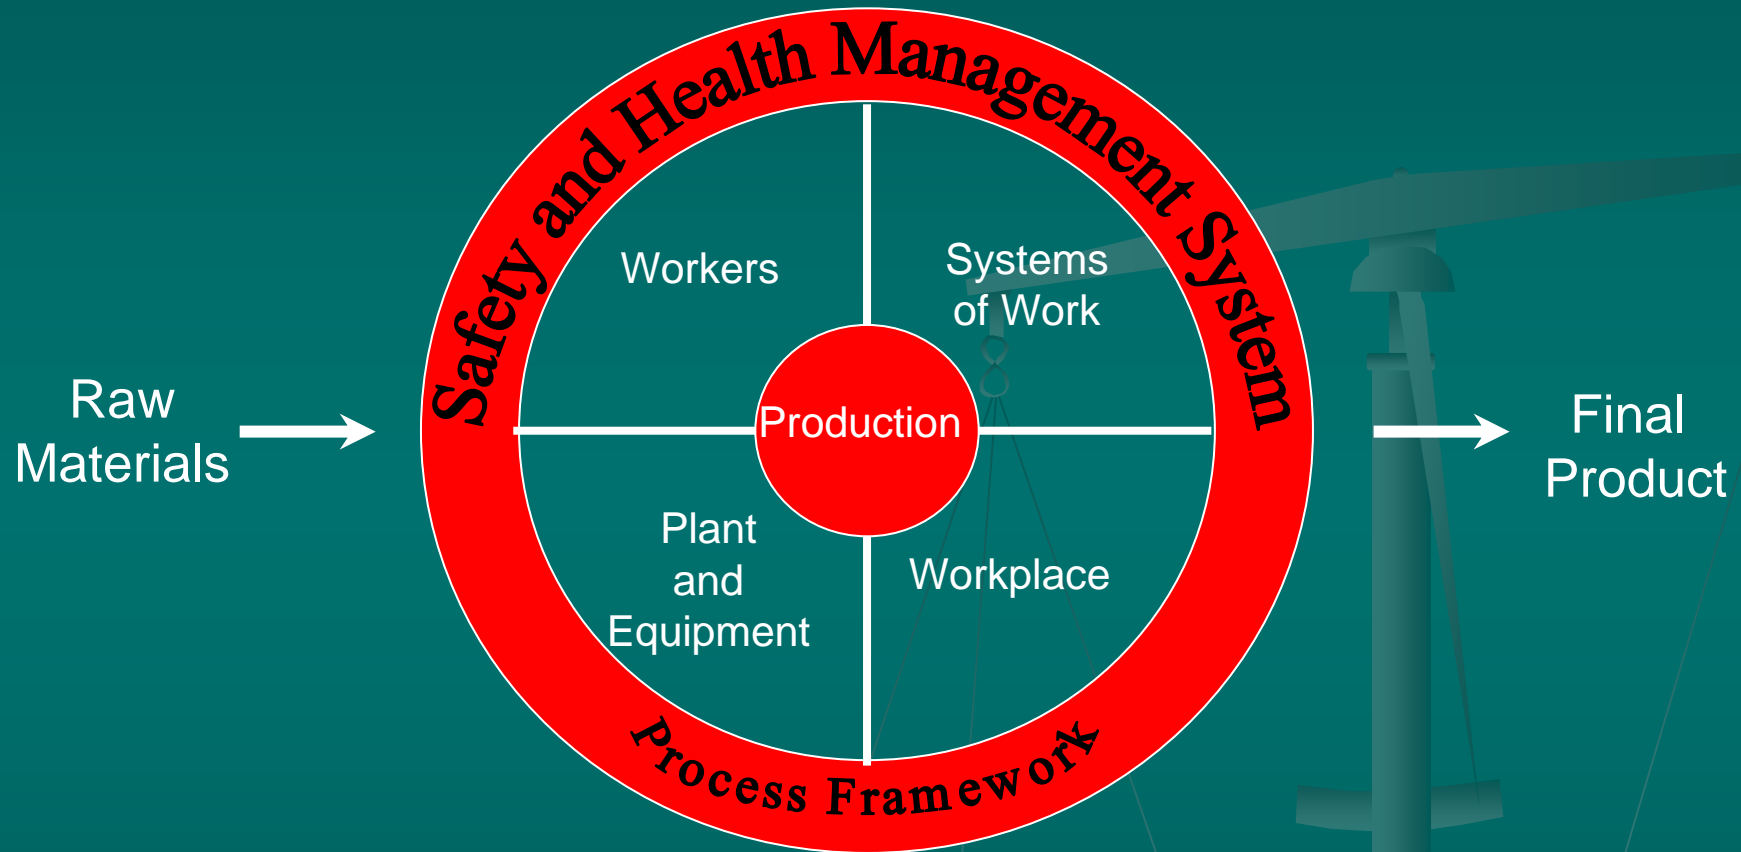 Safety and Health Management System
Workers
Systems
of Work
Raw
Materials
Production
Final
Product
Plant
and
Equipment
Workplace
Process Framework